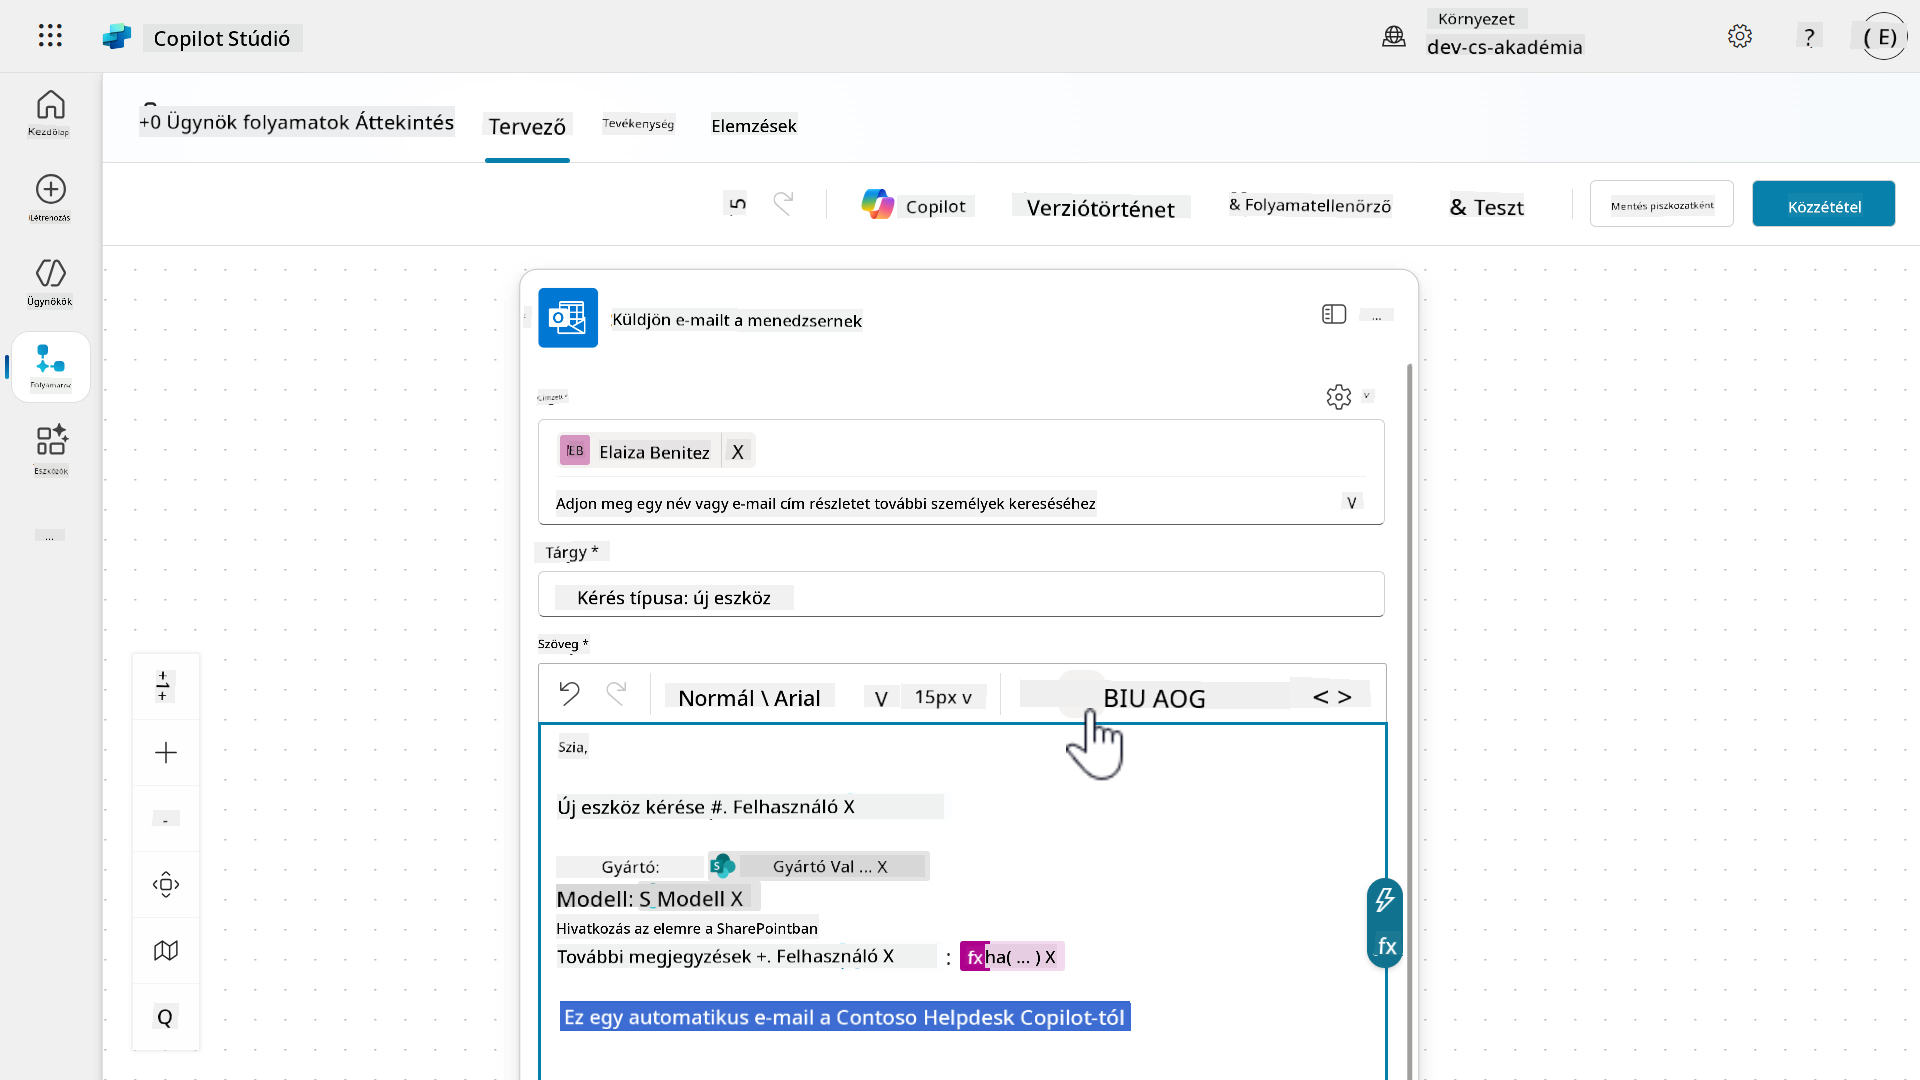 Copilot Stúdió
Környezet
dev-cs-akadémia
?
( E)
Kezdőlap
Létrehozás
Ügynökök
Folyamatok
Eszközök
...
+0 Ügynök folyamatok Áttekintés
Tervező
Tevékenység
Elemzések
5
Copilot
Verziótörténet
& Folyamatellenőrző
& Teszt
Mentés piszkozatként
Közzététel
Küldjön e-mailt a menedzsernek
...
Címzett *
v
EB
Elaiza Benitez
X
Adjon meg egy név vagy e-mail cím részletet további személyek kereséséhez
V
Tárgy *
Kérés típusa: új eszköz
Szöveg *
Normál \ Arial
V
15px v
BIU AOG
< >
Szia,
Új eszköz kérése #. Felhasználó X
Gyártó:
S
Gyártó Val ... X
Modell: S Modell X
Hivatkozás az elemre a SharePointban
További megjegyzések +. Felhasználó X
:
fx
ha( ... ) X
fx
Ez egy automatikus e-mail a Contoso Helpdesk Copilot-tól
Q